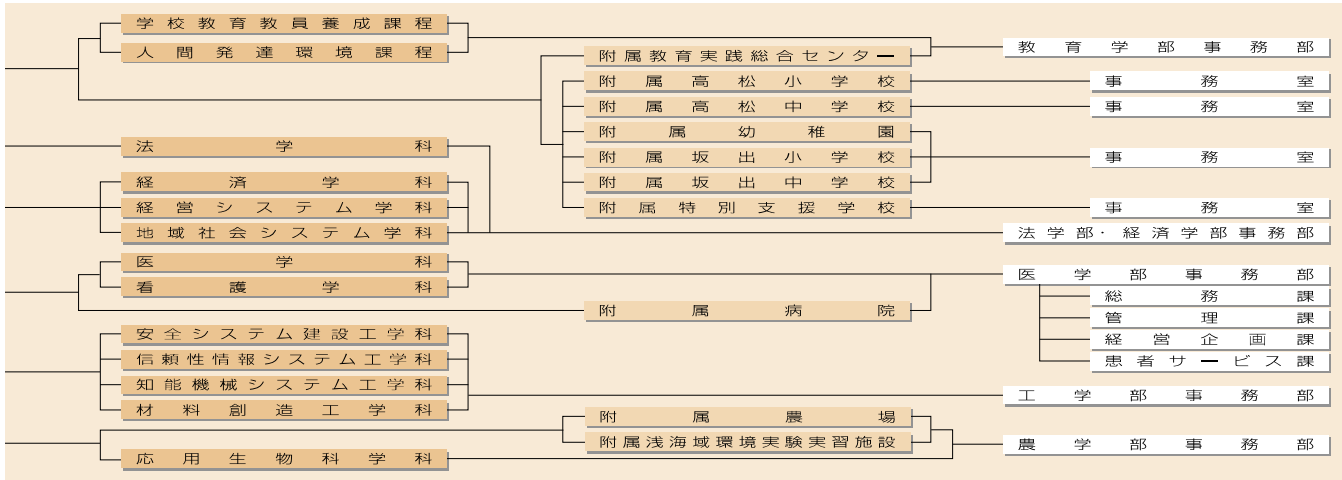 学校教育教員養成課程
人間発達環境課程
教育学部事務部
附属教育実践総合センター
附属高松小学校
事務室
附属高松中学校
事務室
附属幼稚園
法学科
附属坂出小学校
事務室
経済学科
附属坂出中学校
経営システム学科
附属特別支援学校
事務室
地域社会システム学科
法学部・経済学部事務部
医学科
医学部事務部
看護学科
総務課
附属病院
管理課
安全システム建設工学科
経営企画課
信頼性情報システム工学科
患者サービス課
知能機械システム工学科
工学部事務部
材料創造工学科
附属農場
附属浅海域環境実験実習施設
農学部事務部
応用生物科学科